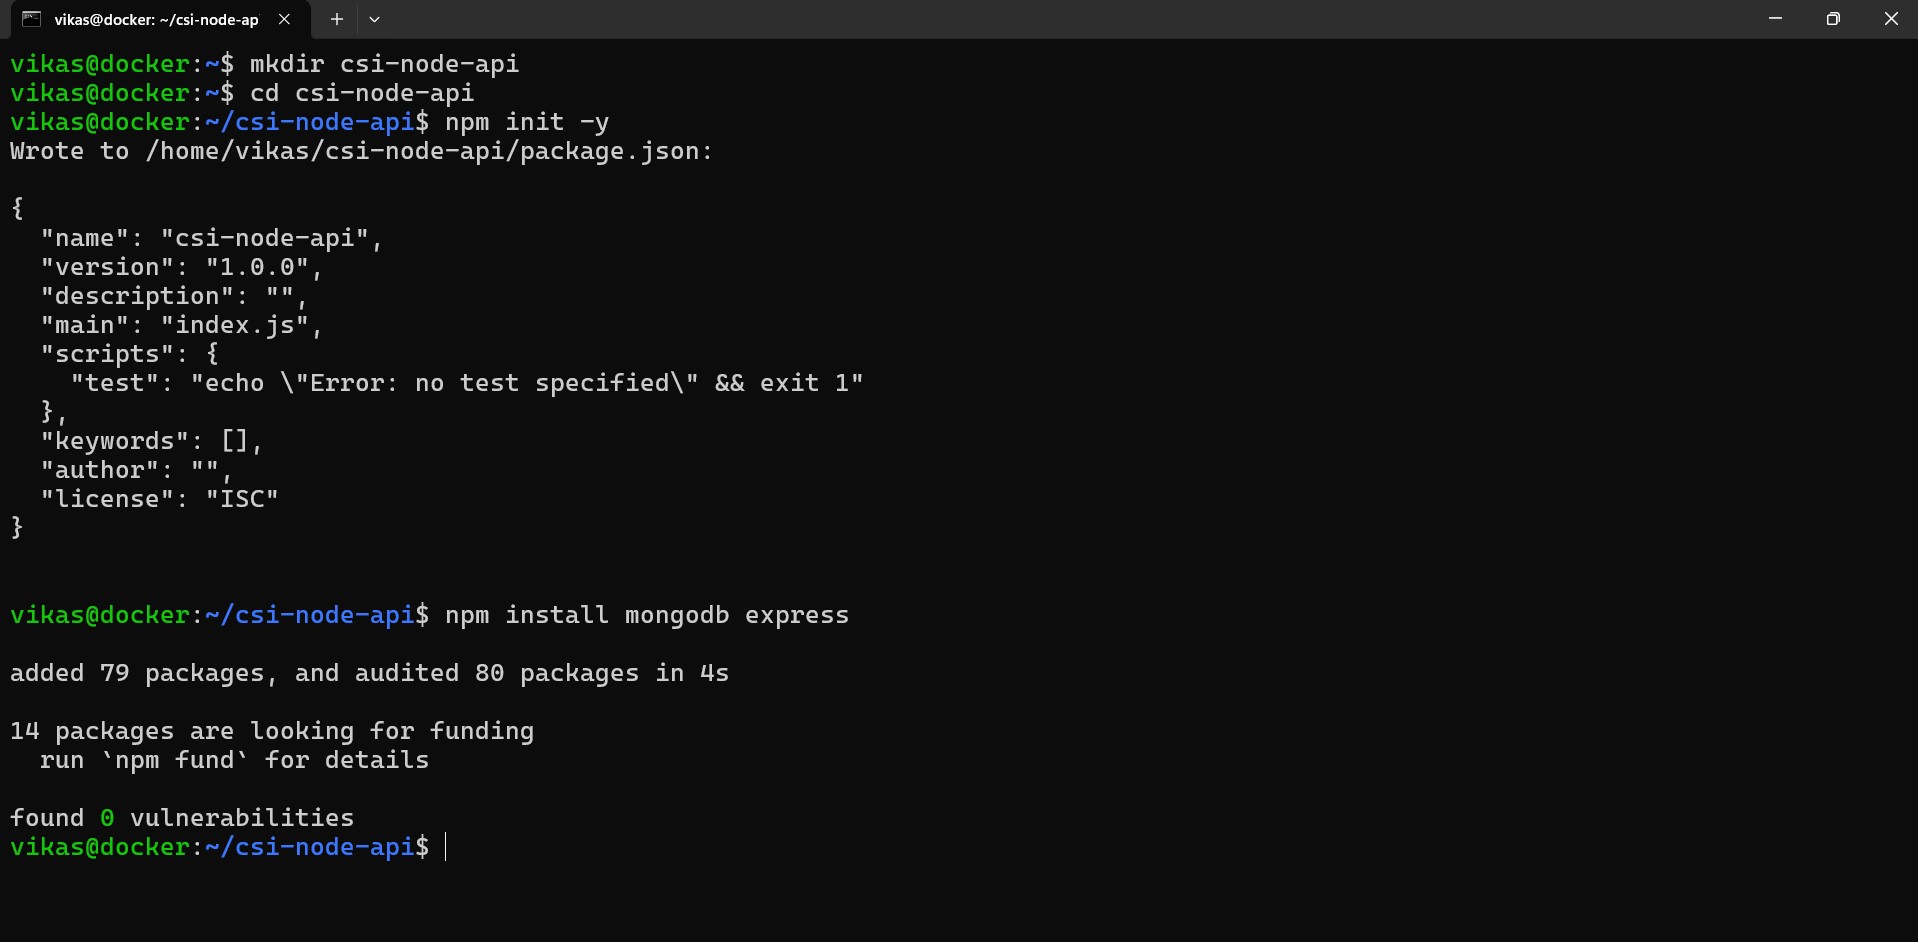 vikas@docker: ~/csi-node-ap
vikas@docker:~$ mkdir csi-node-api
vikas@docker:~$ cd csi-node-api
vikas@docker:~/csi-node-api$ npm init -y
Wrote to /home/vikas/csi-node-api/package.json:

{
  "name": "csi-node-api",
  "version": "1.0.0",
  "description": "",
  "main": "index.js",
  "scripts": {
    "test": "echo \"Error: no test specified\" && exit 1"
  },
  "keywords": [],
  "author": "",
  "license": "ISC"
}

vikas@docker:~/csi-node-api$ npm install mongodb express

added 79 packages, and audited 80 packages in 4s

14 packages are looking for funding
  run `npm fund` for details

found 0 vulnerabilities
vikas@docker:~/csi-node-api$